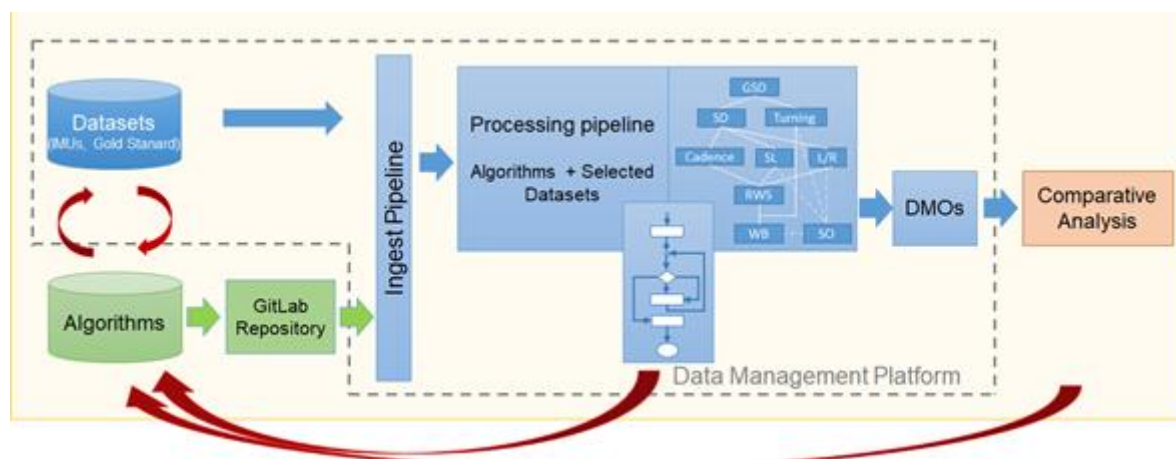 Datasets
(IMUs, Gold Stanard)
Algorithms
GitLab
Repository
Ingest Pipeline
Processing pipeline
Algorithms + Selected
Datasets
GSD
SD
Turning
Cadence
SL
L/R
RWS
WB
SO
DMOs
Comparative
Analysis
Data Management Platform